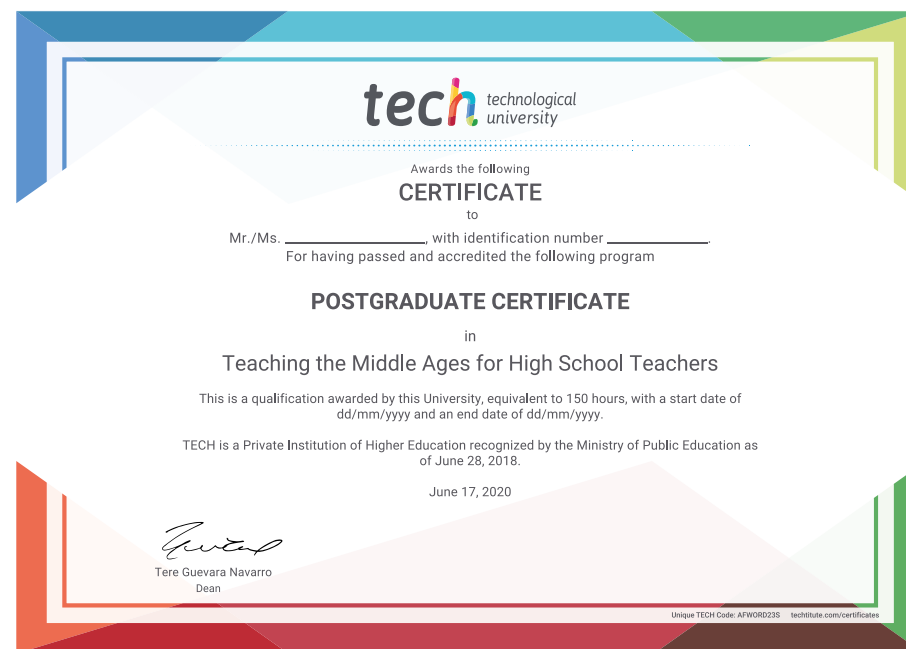 tech technological
university
Awards the following
CERTIFICATE
to
Mr./Ms. ____________________, with identification number ______________.
For having passed and accredited the following program
POSTGRADUATE CERTIFICATE
in
Teaching the Middle Ages for High School Teachers
This is a qualification awarded by this University, equivalent to 150 hours, with a start date of
dd/mm/yyyy and an end date of dd/mm/yyyy.
TECH is a Private Institution of Higher Education recognized by the Ministry of Public Education as
of June 28, 2018.
June 17, 2020
Tere Guevara Navarro
Dean
Unique TECH Code: AFWORD23S techtitute.com/certificates